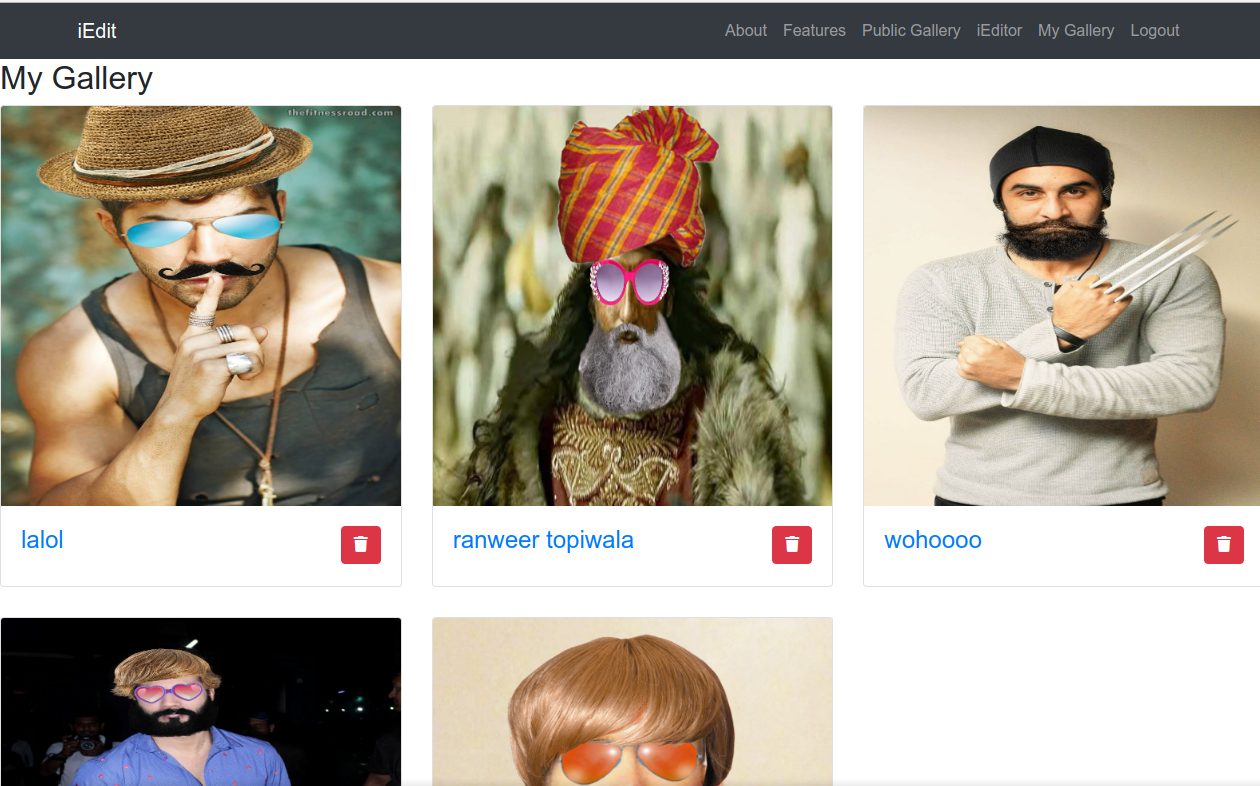 iEdit
About Features Public Gallery iEditor My Gallery Logout
My Gallery
thefitnessroad.com
lalol
ranweer topiwala
wohoooo